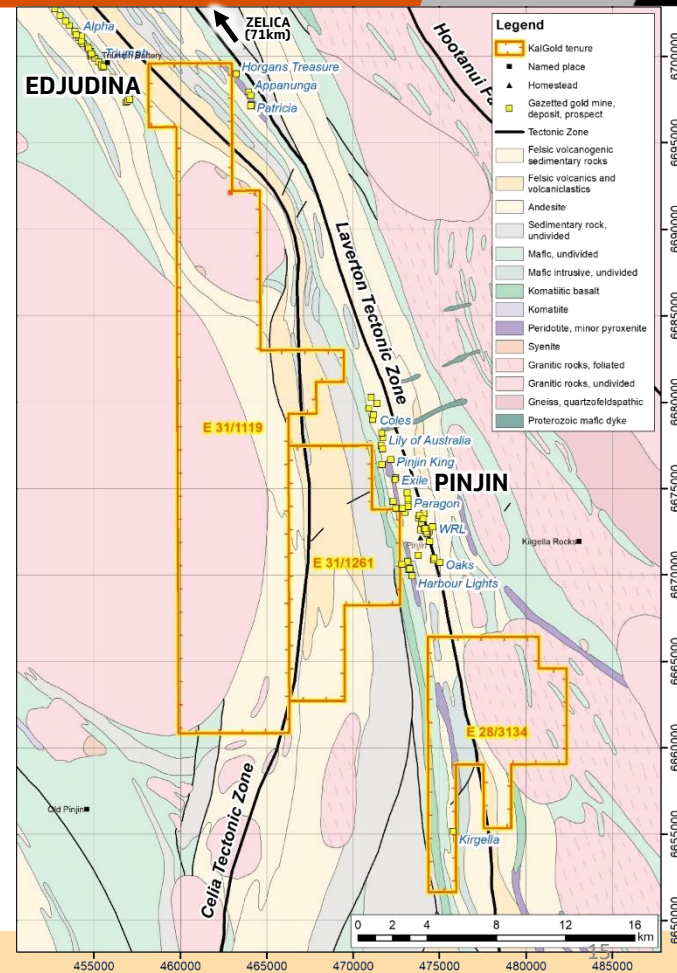 ZELICA
(71km)
Alpha
Triumph
Triumph Battery
Horgans Treasure
Appanunga
Patricia
EDJUDINA
Hootanui Fa
Laverton Tectonic Zone
Legend
KalGold tenure
Named place
Homestead
Gazetted gold mine,
deposit, prospect
Tectonic Zone
Felsic volcanogenic
sedimentary rocks
Felsic volcanics and
volcaniclastics
Andesite
Sedimentary rock,
undivided
Mafic, undivided
Mafic intrusive, undivided
Komatiitic basalt
Komatiite
Peridotite, minor pyroxenite
Syenite
Granitic rocks, foliated
Granitic rocks, undivided
Gneiss, quartzofeldspathic
Proterozoic mafic dyke
6700000
6695000
6690000
6685000
6680000
6675000
6670000
6665000
6660000
6655000
6650000
E 31/1119
Coles
Lily of Australia
Pinjin King
Exile
PINJIN
Paragon
WRL
Pinjin
Kirgella Rocks
Oaks
Harbour Lights
E 31/1261
E 28/3134
Kirgella
Old Pinjin
Celia Tectonic Zone
0 2 4 8 12 16
km
15
455000 460000 465000 470000 475000 480000 485000